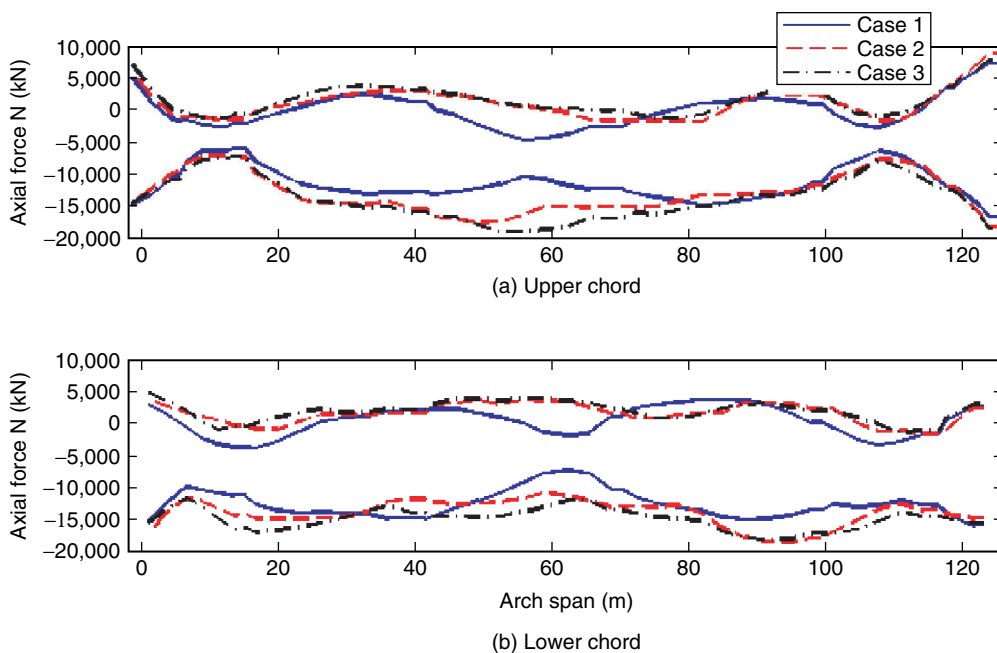 Case 1
Case 2
Case 3
Axial force N (kN)
10,000
5,000
0
−5,000
−10,000
−15,000
−20,000
0 20 40 60 80 100 120
(a) Upper chord
Axial force N (kN)
10,000
5,000
0
−5,000
−10,000
−15,000
−20,000
0 20 40 60 80 100 120
Arch span (m)
(b) Lower chord